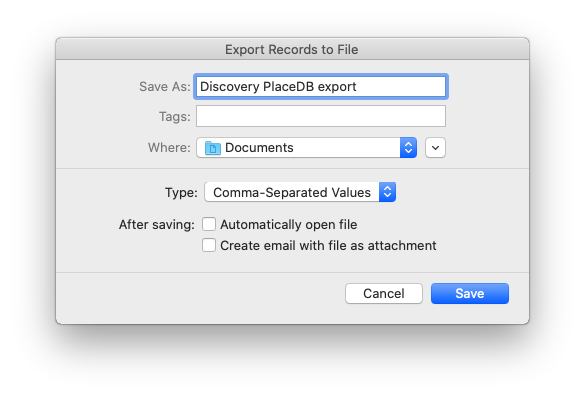 Export Records to File
Save As: Discovery PlaceDB export
Tags:
Where: Documents
Type: Comma-Separated Values
After saving: Automatically open file
Create email with file as attachment
Cancel Save